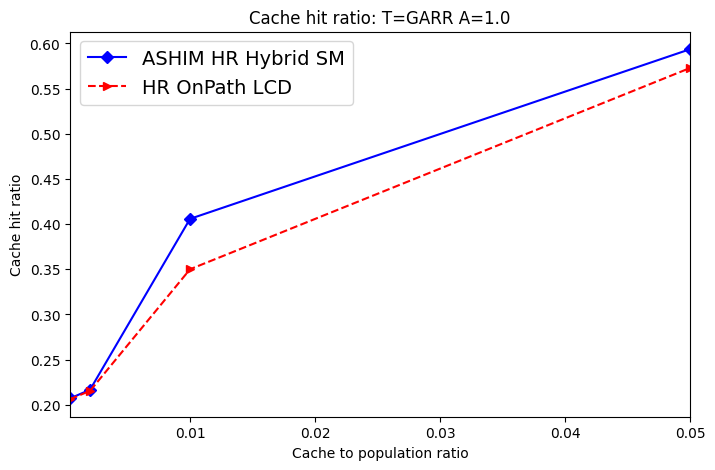 Cache hit ratio: T=GARR A=1.0
ASHIM HR Hybrid SM
HR OnPath LCD
Cache hit ratio
0.60
0.55
0.50
0.45
0.40
0.35
0.30
0.25
0.20
0.01 0.02 0.03 0.04 0.05
Cache to population ratio